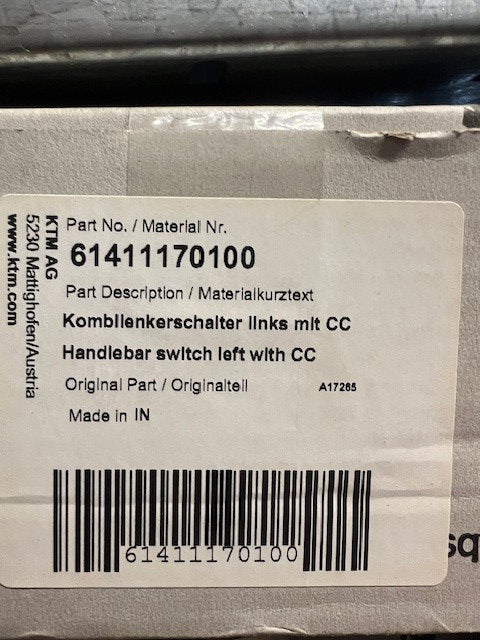 KTM AG
5230 Mattighofen/Austria
www.ktm.com
Part No. / Material Nr.
61411170100
Part Description / Materialkurztext
Kombilenkerschalter links mit CC
Handlebar switch left with CC
Original Part / Originalteil A17265
Made in IN
61411170100